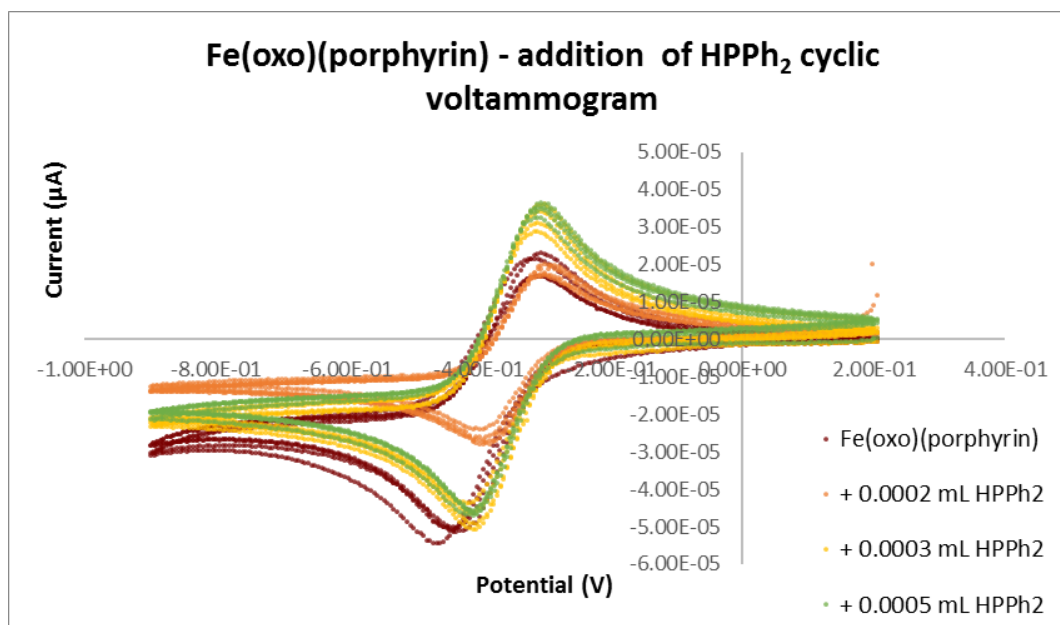 Fe(oxo)(porphyrin) - addition of HPPh₂ cyclic
voltammogram
Current (µA)
5.00E-05
4.00E-05
3.00E-05
2.00E-05
1.00E-05
0.00E+00
-1.00E+00 -8.00E-01 -6.00E-01 -4.00E-01 -2.00E-01 0.00E+00 2.00E-01 4.00E-01
-1.00E-05
-2.00E-05
-3.00E-05
-4.00E-05
-5.00E-05
-6.00E-05
Potential (V)
Fe(oxo)(porphyrin)
+ 0.0002 mL HPPh2
+ 0.0003 mL HPPh2
+ 0.0005 mL HPPh2